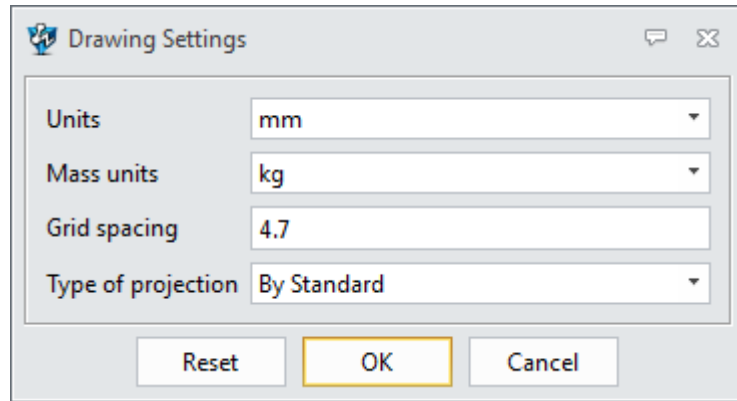 Drawing Settings
Units mm
Mass units kg
Grid spacing 4.7
Type of projection By Standard
Reset OK Cancel